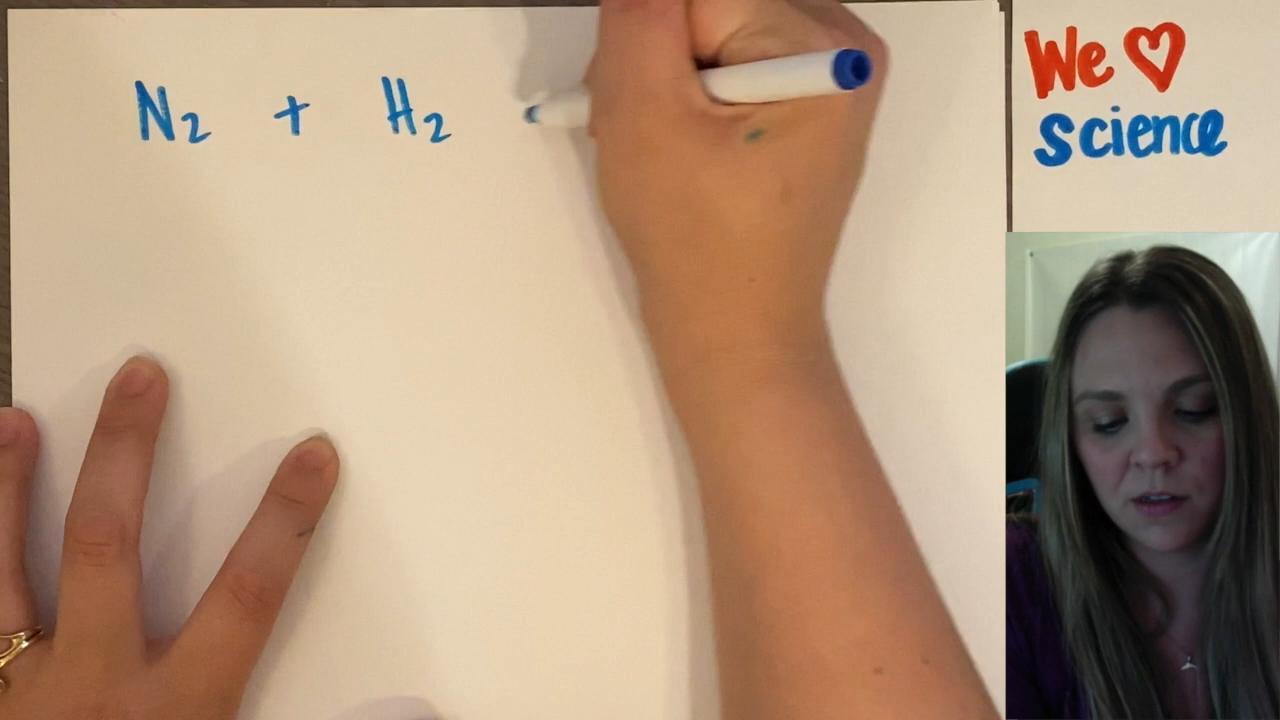 N₂ + H₂
We ♡
science